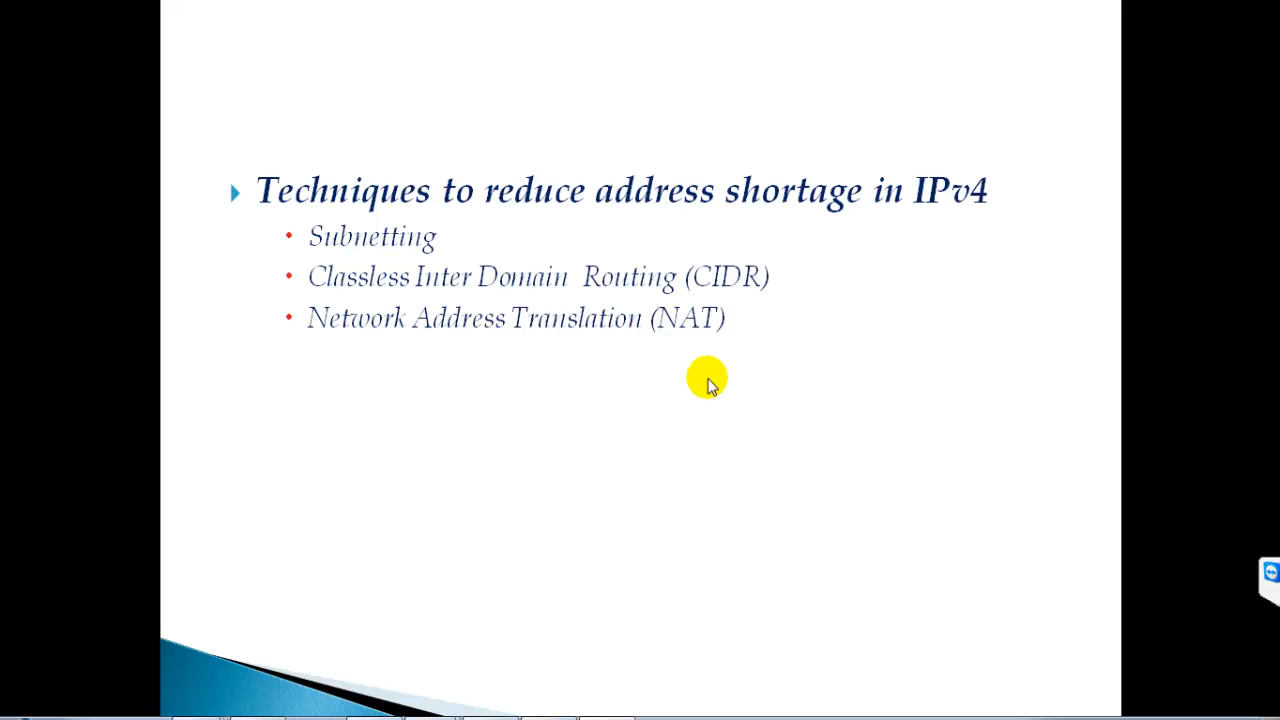 Techniques to reduce address shortage in IPv4
Subnetting
Classless Inter Domain Routing (CIDR)
Network Address Translation (NAT)